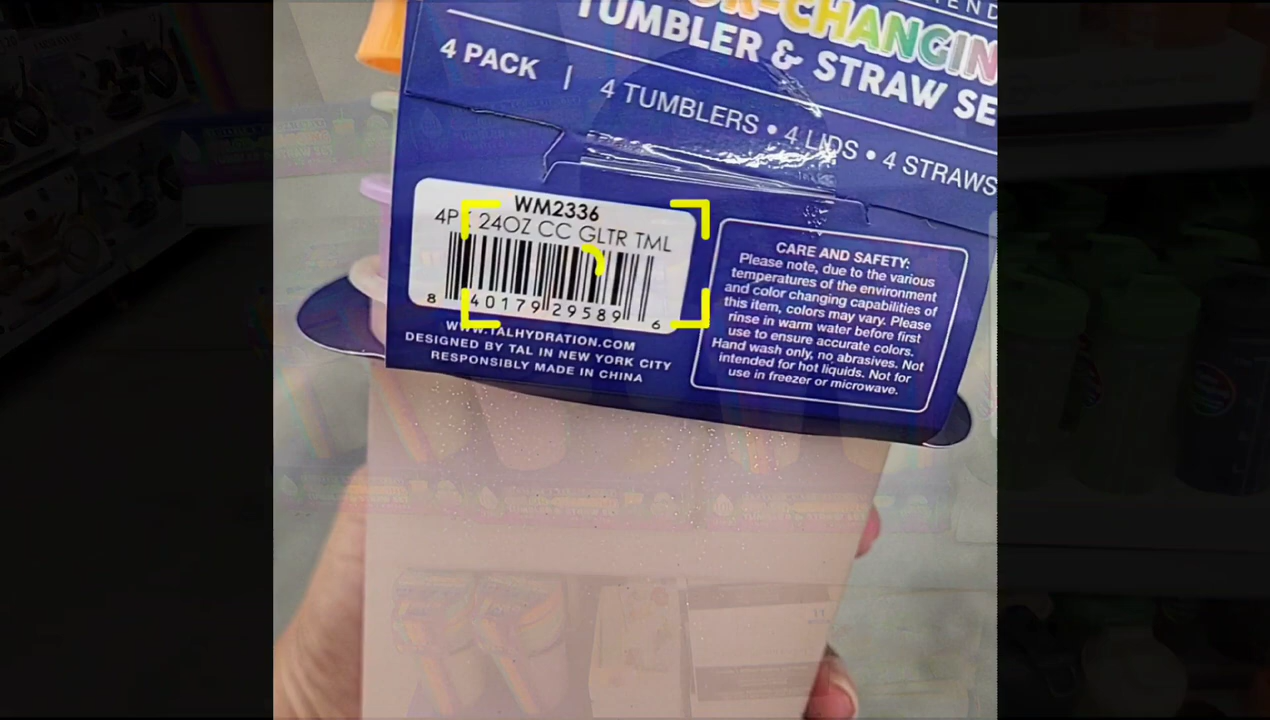 TUMBLER & STRAW SE
4 PACK | 4 TUMBLERS • 4 LIDS • 4 STRAWS
WM2336
24OZ CC GLTR TML
8 40179 29589 6
WWW.TALHYDRATION.COM
DESIGNED BY TAL IN NEW YORK CITY
RESPONSIBLY MADE IN CHINA
CARE AND SAFETY:
Please note, due to the various
temperatures of the environment
and color changing capabilities of
this item, colors may vary. Please
rinse in warm water before first
use to ensure accurate colors.
Hand wash only, no abrasives. Not
intended for hot liquids. Not for
use in freezer or microwave.